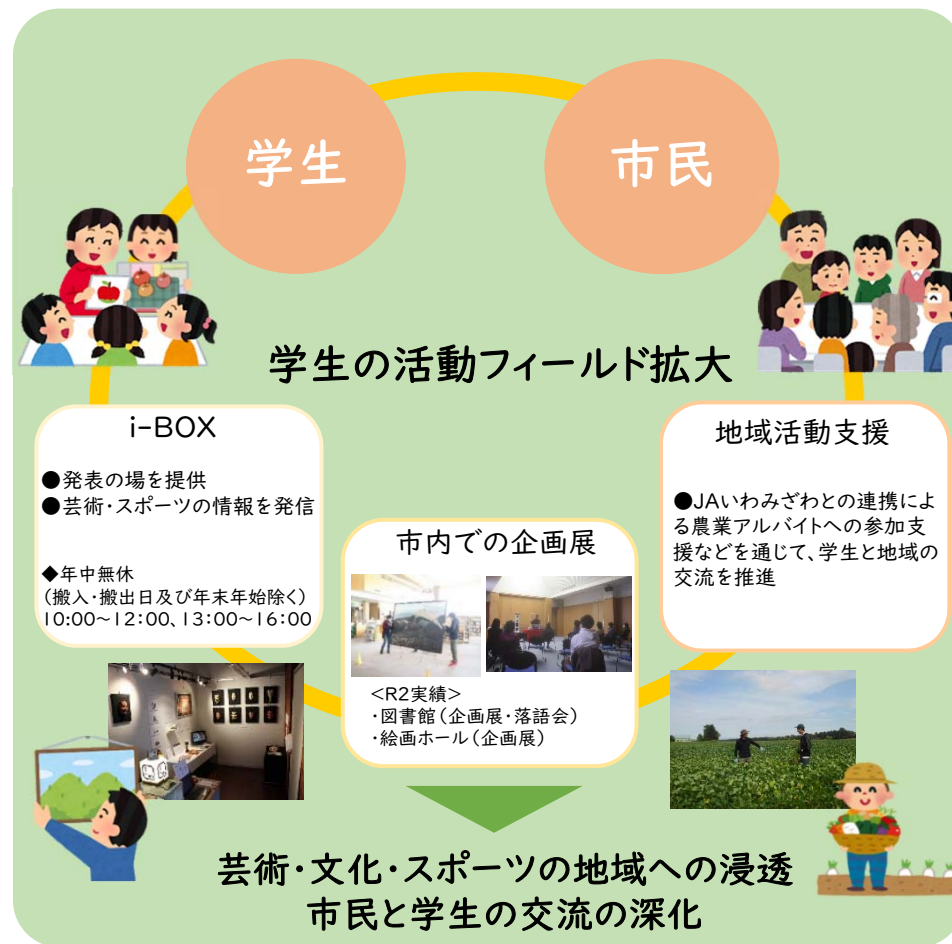 学生
市民
学生の活動フィールド拡大
i-BOX
●発表の場を提供
●芸術・スポーツの情報を発信
◆年中無休
(搬入・搬出日及び年末年始除く)
10:00~12:00、13:00~16:00
市内での企画展
<R2実績>
・図書館(企画展・落語会)
・絵画ホール(企画展)
地域活動支援
●JAいわみざわとの連携によ
る農業アルバイトへの参加支
援などを通じて、学生と地域の
交流を推進
芸術・文化・スポーツの地域への浸透
市民と学生の交流の深化